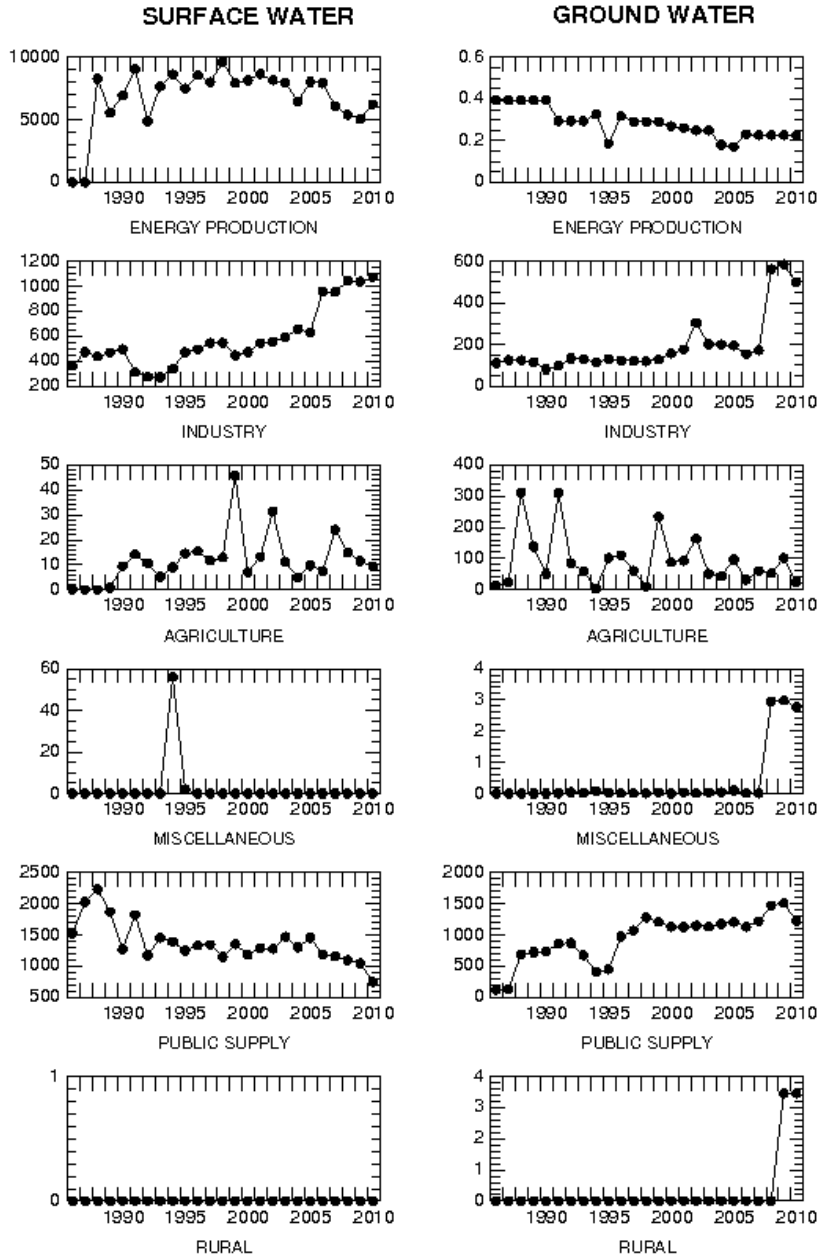 SURFACE WATER
GROUND WATER
10000
5000
0
1990 1995 2000 2005 2010
ENERGY PRODUCTION
0.6
0.4
0.2
0
1990 1995 2000 2005 2010
ENERGY PRODUCTION
1200
1000
800
600
400
200
1990 1995 2000 2005 2010
INDUSTRY
600
400
200
0
1990 1995 2000 2005 2010
INDUSTRY
50
40
30
20
10
0
1990 1995 2000 2005 2010
AGRICULTURE
400
300
200
100
0
1990 1995 2000 2005 2010
AGRICULTURE
60
40
20
0
1990 1995 2000 2005 2010
MISCELLANEOUS
4
3
2
1
0
1990 1995 2000 2005 2010
MISCELLANEOUS
2500
2000
1500
1000
500
1990 1995 2000 2005 2010
PUBLIC SUPPLY
2000
1500
1000
500
0
1990 1995 2000 2005 2010
PUBLIC SUPPLY
1
0
1990 1995 2000 2005 2010
RURAL
4
3
2
1
0
1990 1995 2000 2005 2010
RURAL